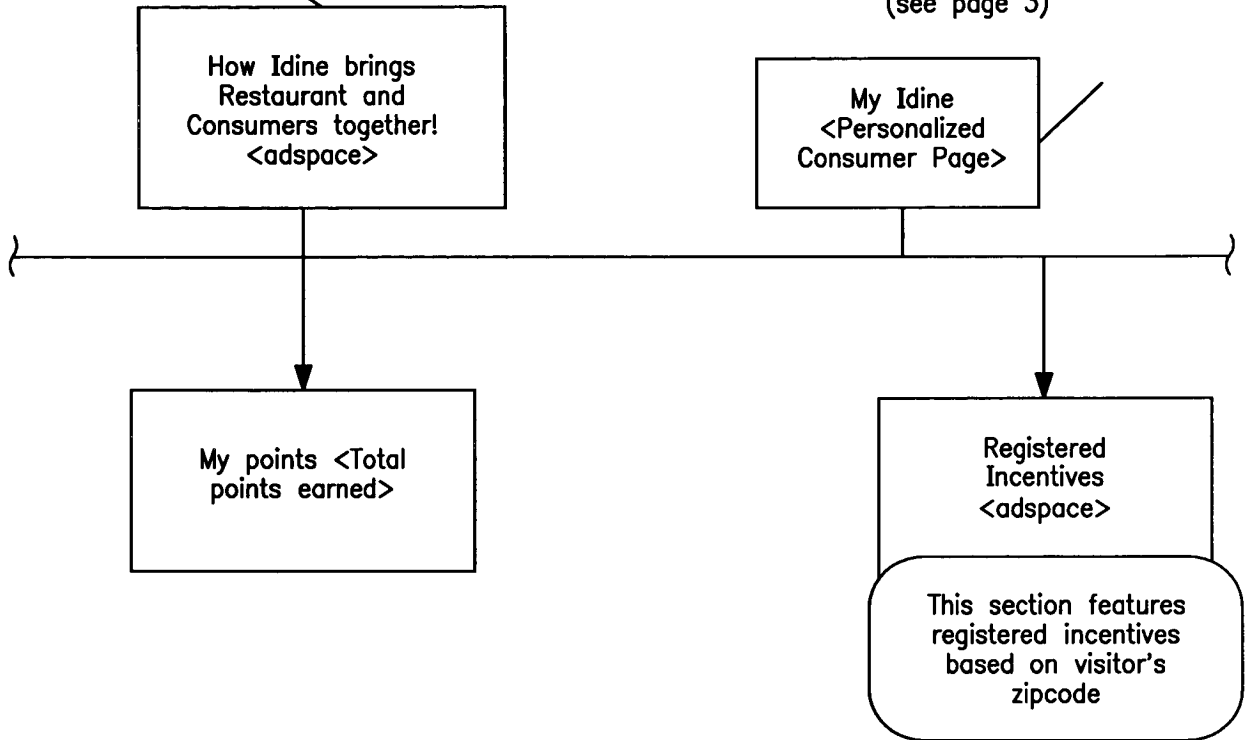 (see page 3)
How Idine brings
Restaurant and
Consumers together!
<adspace>
My Idine
<Personalized
Consumer Page>
My points <Total
points earned>
Registered
Incentives
<adspace>
This section features
registered incentives
based on visitor's
zipcode